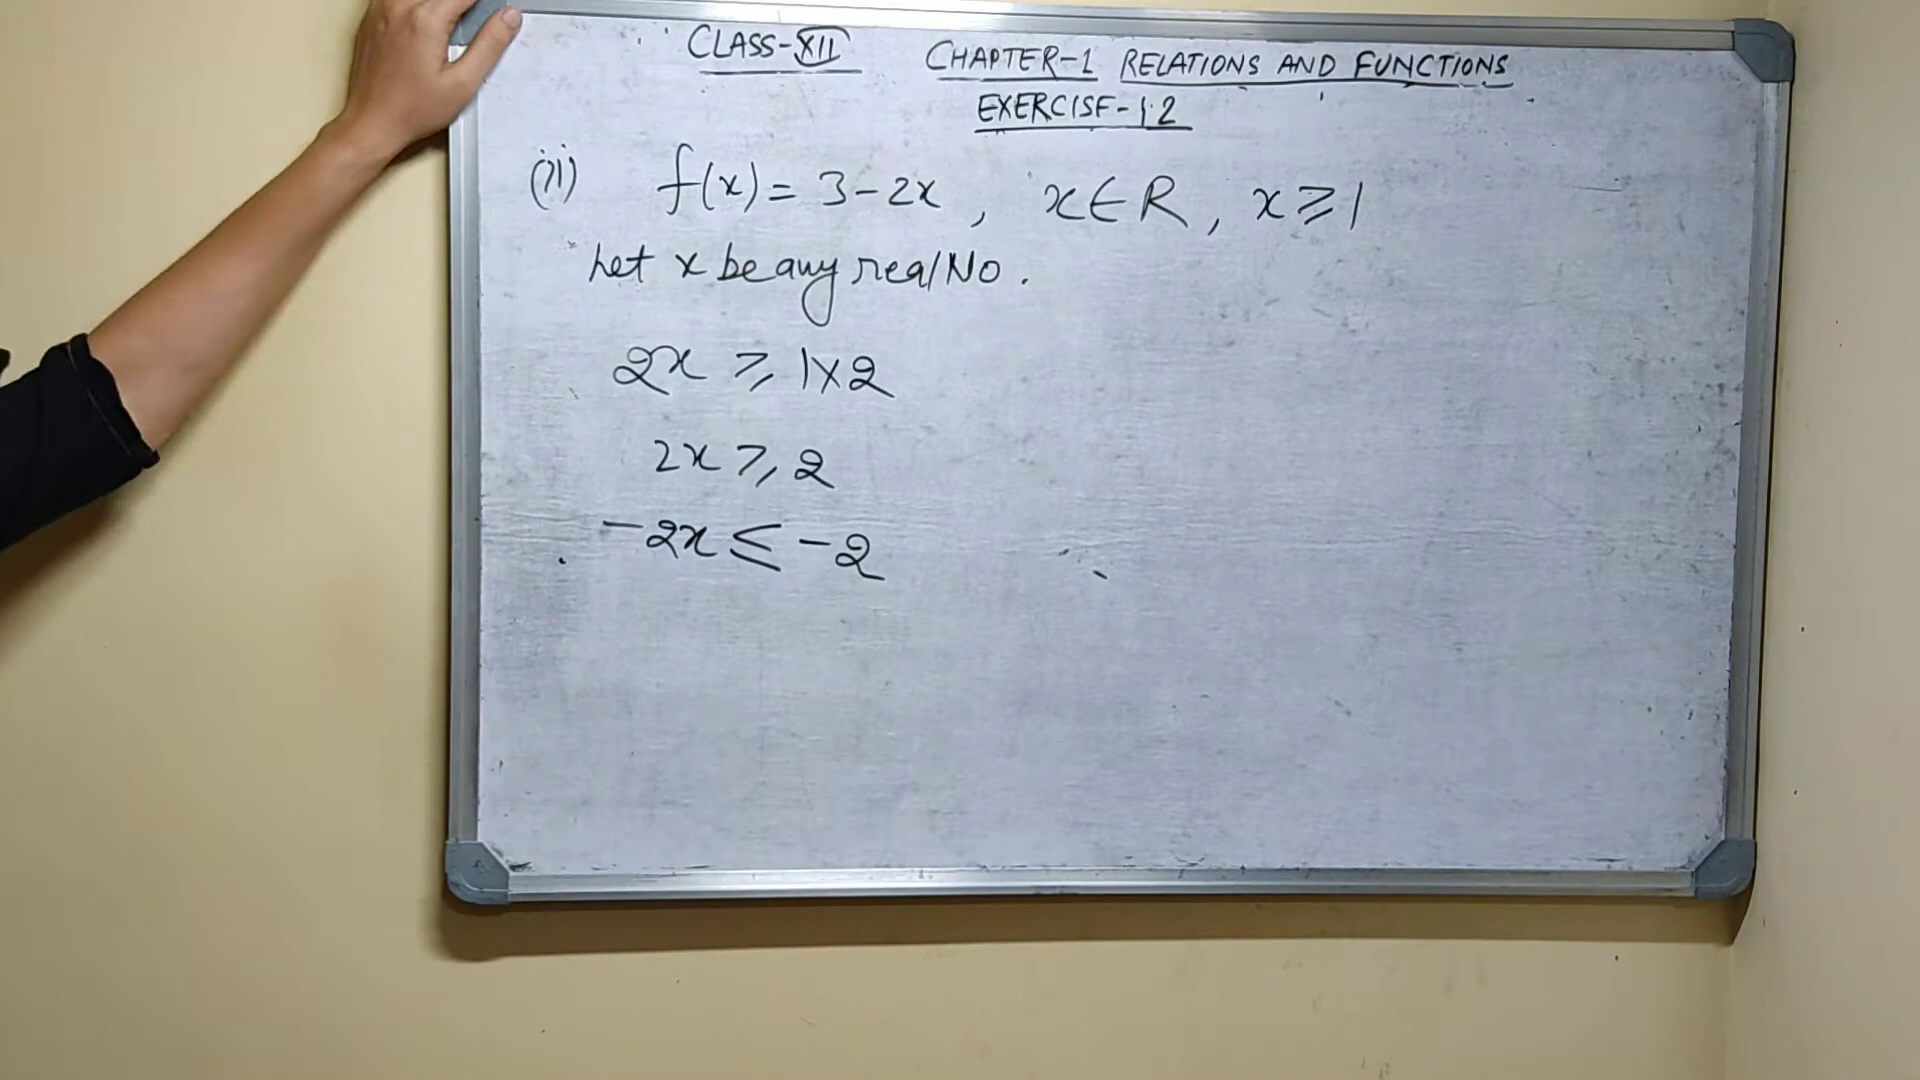 CLASS-XII CHAPTER-1 RELATIONS AND FUNCTIONS
EXERCISE-1.2
(ii) f(x) = 3-2x , x∈R, x⩾1
Let x be any real No.
2x ⩾ 1×2
2x ⩾ 2
-2x ⩽ -2